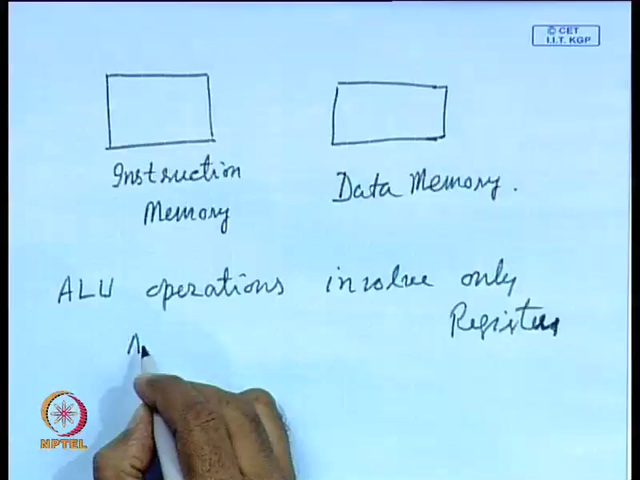 © CET
I.I.T. KGP
Instruction Memory
Data Memory.
ALU operations involve only
Registers
NPTEL